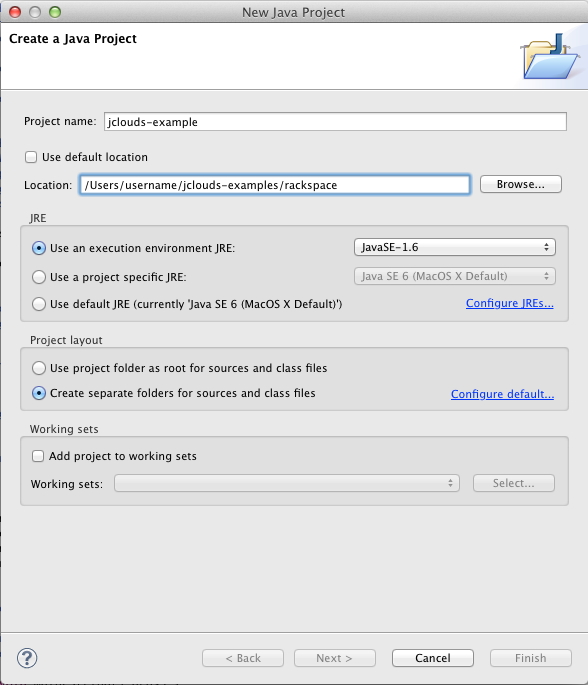 New Java Project
Create a Java Project
Project name: jclouds-example
Use default location
Location: /Users/username/jclouds-examples/rackspace Browse...
JRE
Use an execution environment JRE: JavaSE-1.6
Use a project specific JRE: Java SE 6 (MacOS X Default)
Use default JRE (currently 'Java SE 6 (MacOS X Default)') Configure JREs...
Project layout
Use project folder as root for sources and class files
Create separate folders for sources and class files Configure default...
Working sets
Add project to working sets
Working sets: Select...
? < Back Next > Cancel Finish